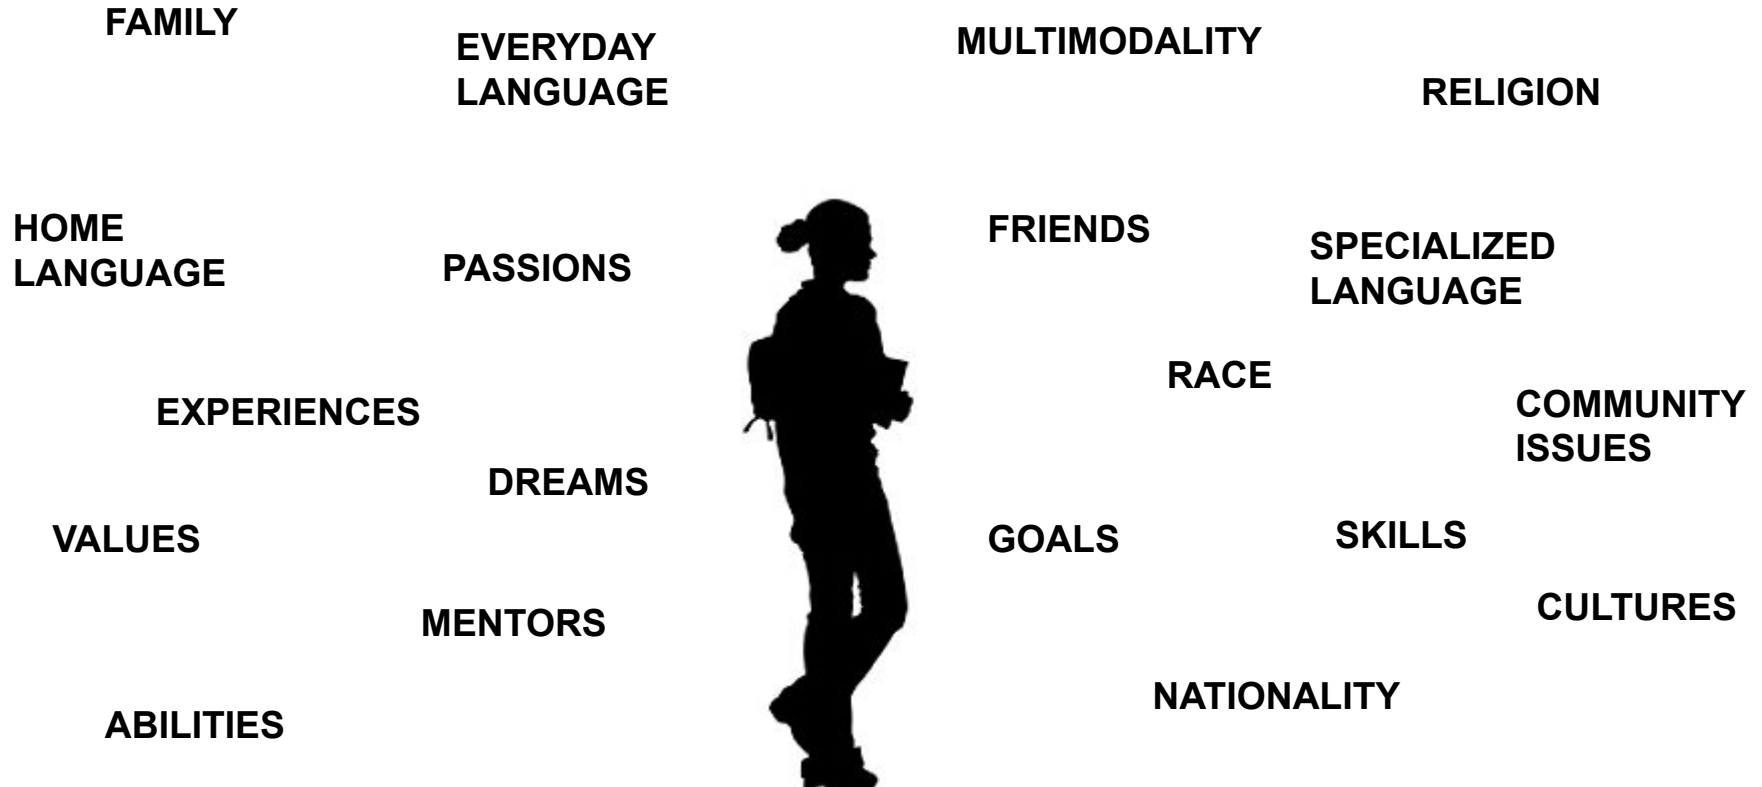 FAMILY
EVERYDAY
LANGUAGE
MULTIMODALITY
RELIGION
HOME
LANGUAGE
PASSIONS
FRIENDS
SPECIALIZED
LANGUAGE
RACE
EXPERIENCES
COMMUNITY
ISSUES
DREAMS
VALUES
GOALS
SKILLS
MENTORS
CULTURES
NATIONALITY
ABILITIES